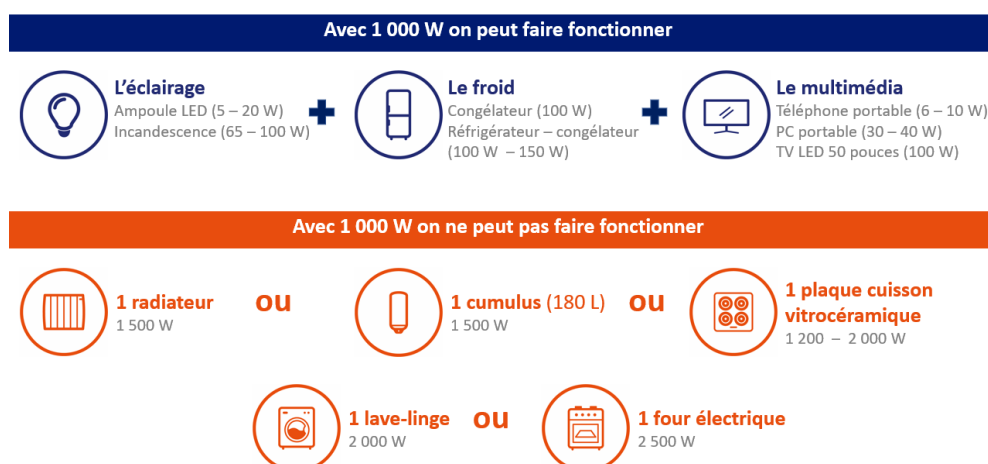 Avec 1 000 W on peut faire fonctionner
L'éclairage
Ampoule LED (5 – 20 W)
Incandescence (65 – 100 W)
Le froid
Congélateur (100 W)
Réfrigérateur – congélateur
(100 W – 150 W)
Le multimédia
Téléphone portable (6 – 10 W)
PC portable (30 – 40 W)
TV LED 50 pouces (100 W)
Avec 1 000 W on ne peut pas faire fonctionner
1 radiateur
1 500 W
ou
1 cumulus (180 L)
1 500 W
ou
1 plaque cuisson
vitrocéramique
1 200 – 2 000 W
1 lave-linge
2 000 W
ou
1 four électrique
2 500 W